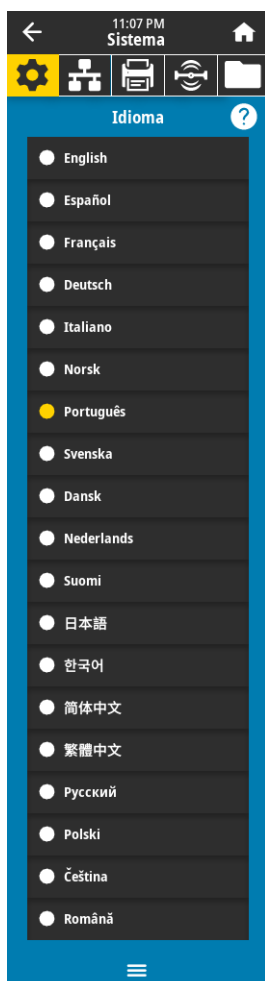 11:07 PM
Sistema
Idioma
?
English
Español
Français
Deutsch
Italiano
Norsk
Português
Svenska
Dansk
Nederlands
Suomi
日本語
한국어
简体中文
繁體中文
Русский
Polski
Čeština
Română